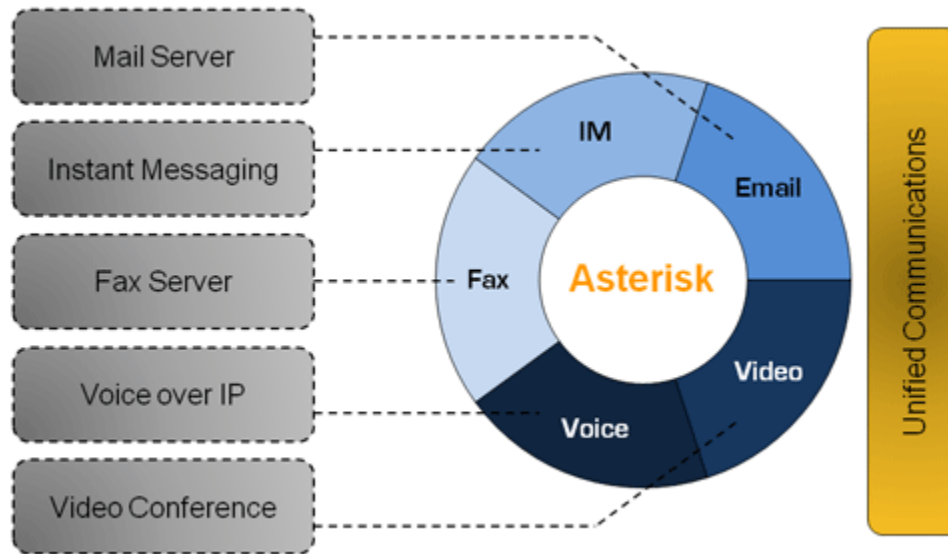 Mail Server
Instant Messaging
Fax Server
Voice over IP
Video Conference
IM
Email
Fax
Asterisk
Video
Voice
Unified Communications